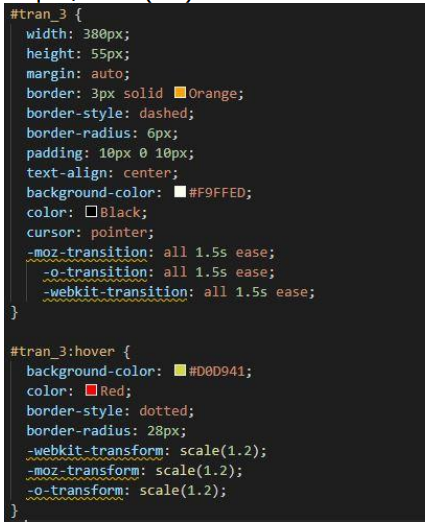 #tran_3 {
  width: 380px;
  height: 55px;
  margin: auto;
  border: 3px solid Orange;
  border-style: dashed;
  border-radius: 6px;
  padding: 10px 0 10px;
  text-align: center;
  background-color: #F9FFED;
  color: Black;
  cursor: pointer;
  -moz-transition: all 1.5s ease;
    -o-transition: all 1.5s ease;
    -webkit-transition: all 1.5s ease;
}

#tran_3:hover {
  background-color: #D0D941;
  color: Red;
  border-style: dotted;
  border-radius: 28px;
  -webkit-transform: scale(1.2);
  -moz-transform: scale(1.2);
  -o-transform: scale(1.2);
}